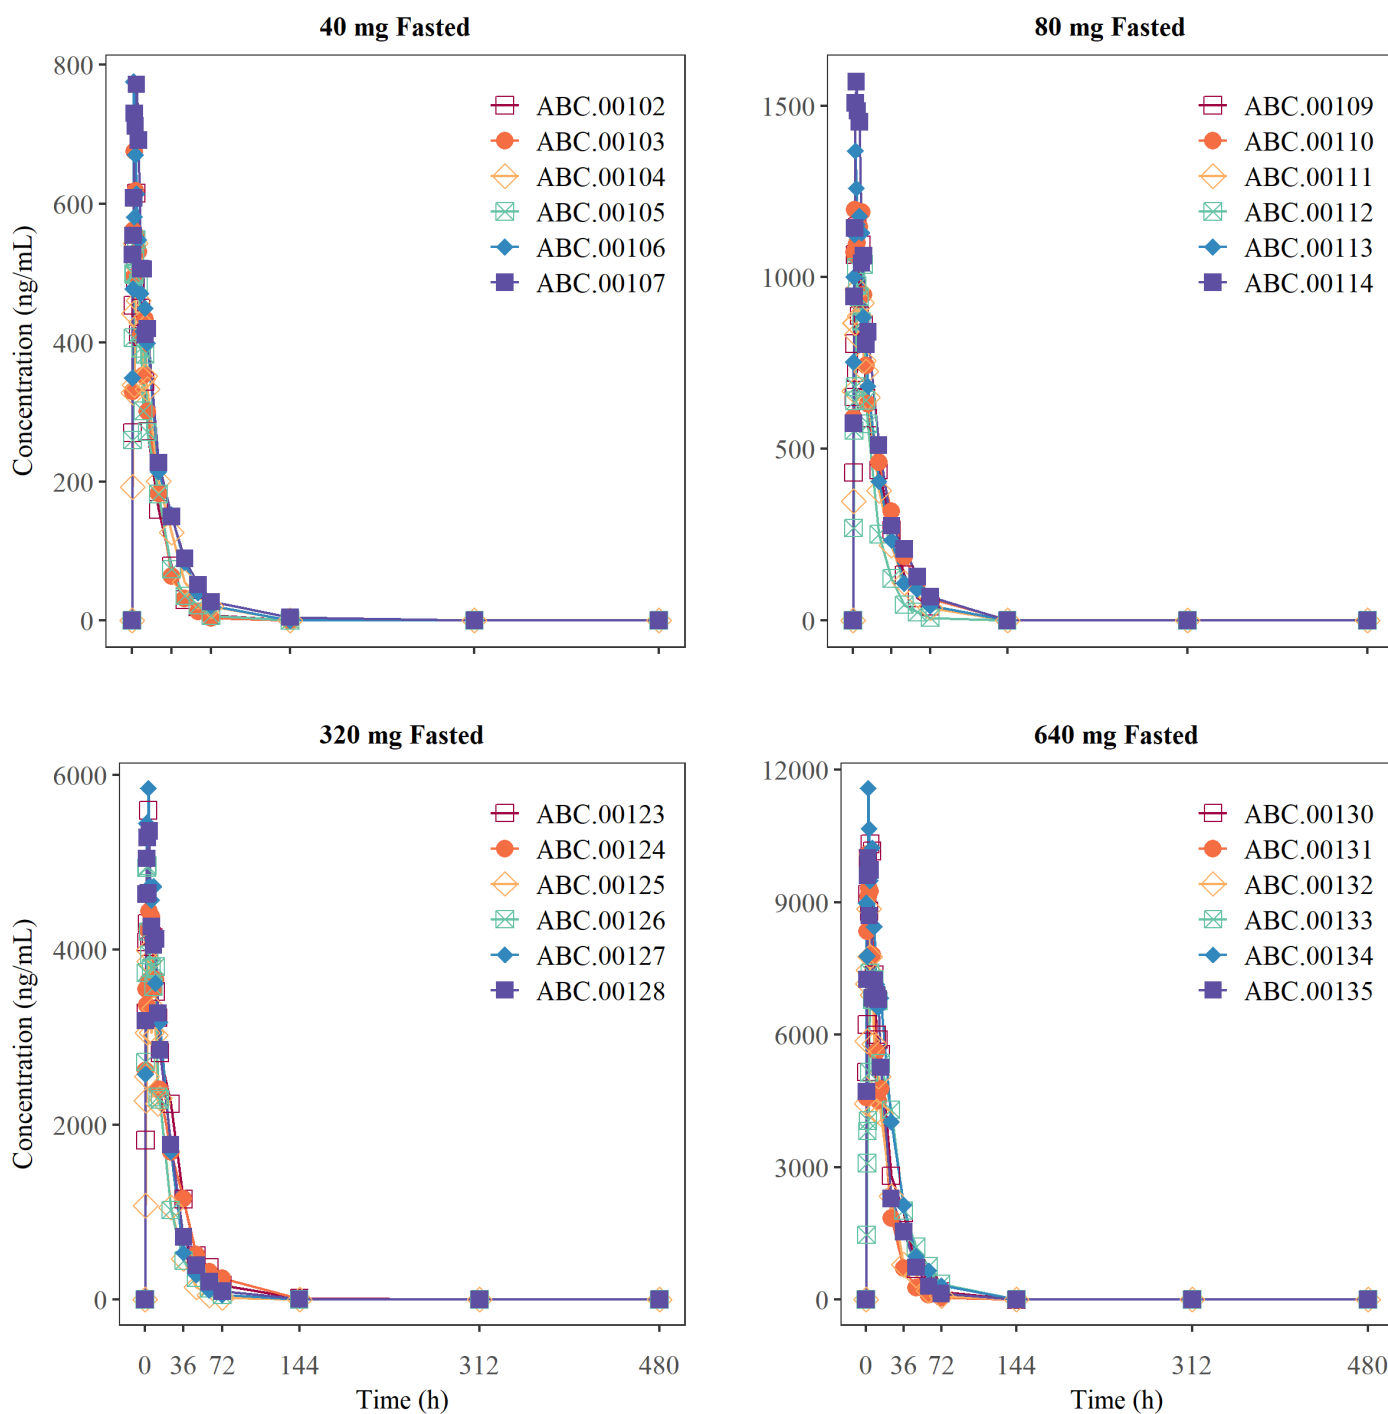 40 mg Fasted
80 mg Fasted
Concentration (ng/mL)
800
600
400
200
0
ABC.00102
ABC.00103
ABC.00104
ABC.00105
ABC.00106
ABC.00107
1500
1000
500
0
ABC.00109
ABC.00110
ABC.00111
ABC.00112
ABC.00113
ABC.00114
320 mg Fasted
640 mg Fasted
Concentration (ng/mL)
6000
4000
2000
0
ABC.00123
ABC.00124
ABC.00125
ABC.00126
ABC.00127
ABC.00128
12000
9000
6000
3000
0
ABC.00130
ABC.00131
ABC.00132
ABC.00133
ABC.00134
ABC.00135
0 36 72 144 312 480
0 36 72 144 312 480
Time (h)
Time (h)